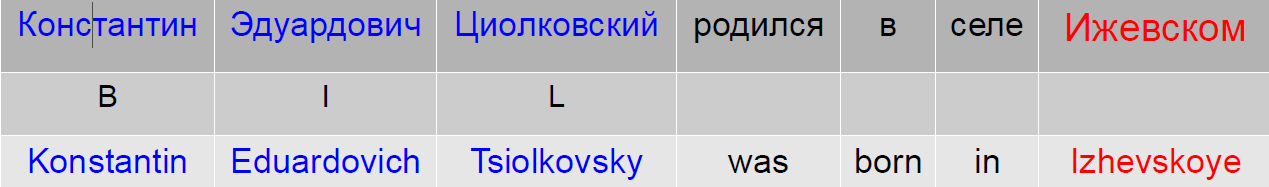 Константин Эдуардович Циолковский родился в селе Ижевском
B I L
Konstantin Eduardovich Tsiolkovsky was born in Izhevskoye